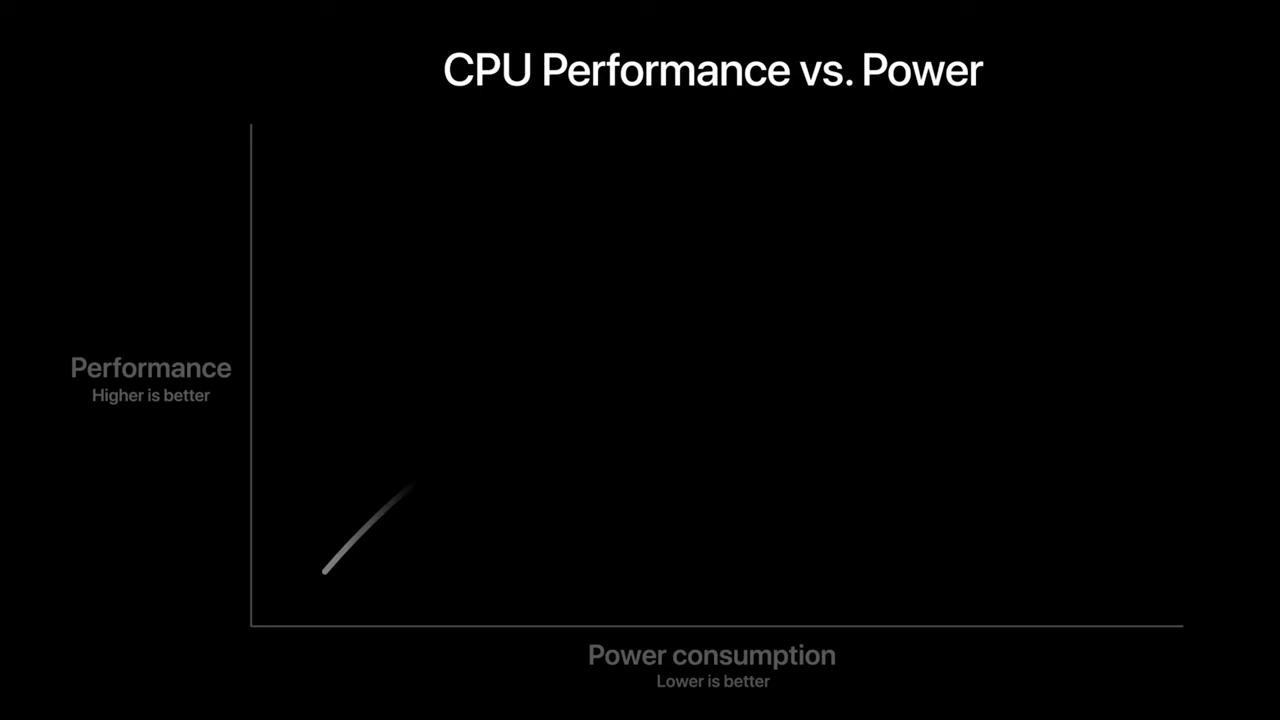 CPU Performance vs. Power
Performance
Higher is better
Power consumption
Lower is better